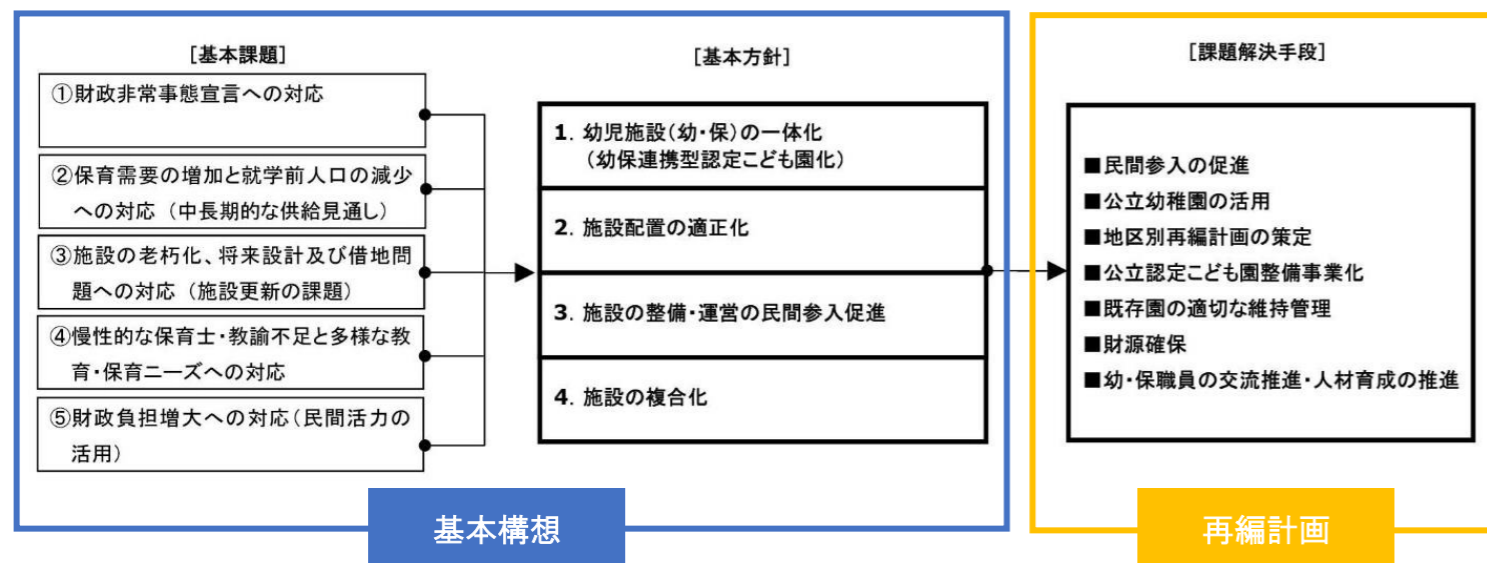 [基本課題]
①財政非常事態宣言への対応
②保育需要の増加と就学前人口の減少
への対応（中長期的な供給見通し）
③施設の老朽化、将来設計及び借地問
題への対応（施設更新の課題）
④慢性的な保育士・教諭不足と多様な教
育・保育ニーズへの対応
⑤財政負担増大への対応（民間活力の
活用）
[基本方針]
1．幼児施設（幼・保）の一体化
（幼保連携型認定こども園化）
2．施設配置の適正化
3．施設の整備・運営の民間参入促進
4．施設の複合化
基本構想
[課題解決手段]
■民間参入の促進
■公立幼稚園の活用
■地区別再編計画の策定
■公立認定こども園整備事業化
■既存園の適切な維持管理
■財源確保
■幼・保職員の交流推進・人材育成の推進
再編計画